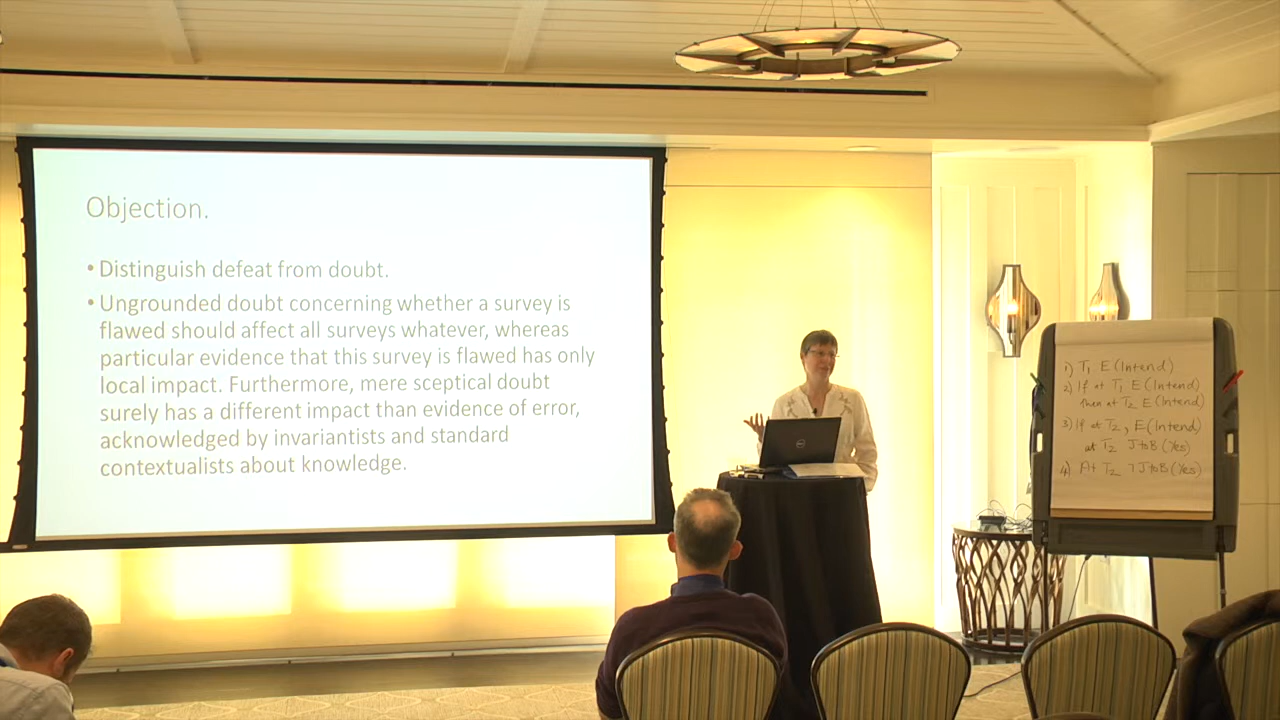 Objection.
• Distinguish defeat from doubt.
• Ungrounded doubt concerning whether a survey is
flawed should affect all surveys whatever, whereas
particular evidence that this survey is flawed has only
local impact. Furthermore, mere sceptical doubt
surely has a different impact than evidence of error,
acknowledged by invariantists and standard
contextualists about knowledge.
DELL
1) T₁ E (Intend)
2) If at T₁ E (Intend)
then at T₂ E (Intend)
3) If at T₂, E (Intend)
at T₂ J to B (Yes)
4) At T₂ ⌐J to B (Yes)